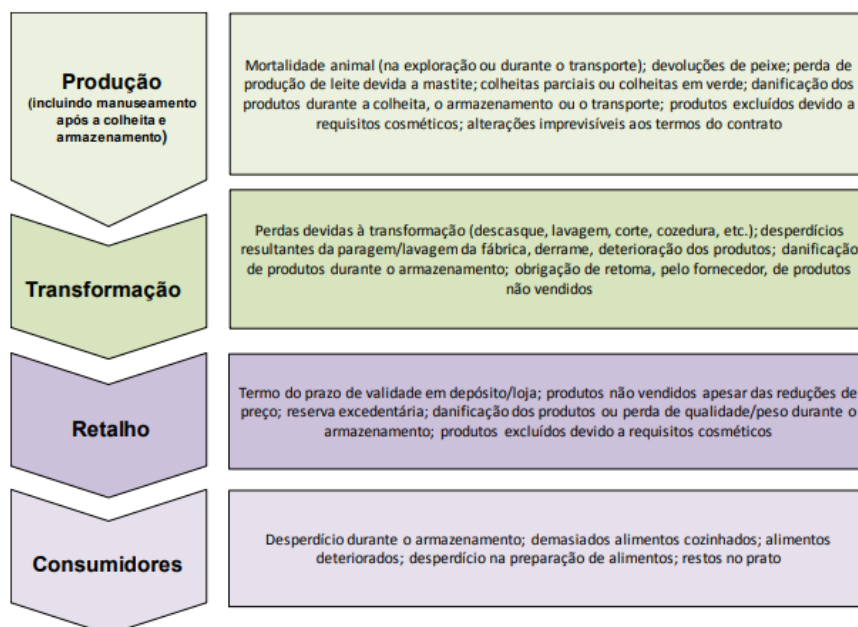 Produção
(incluindo manuseamento
após a colheita e
armazenamento)
Mortalidade animal (na exploração ou durante o transporte); devoluções de peixe; perda de
produção de leite devida a mastite; colheitas parciais ou colheitas em verde; danificação dos
produtos durante a colheita, o armazenamento ou o transporte; produtos excluídos devido a
requisitos cosméticos; alterações imprevisíveis aos termos do contrato
Transformação
Perdas devidas à transformação (descasque, lavagem, corte, cozedura, etc.); desperdícios
resultantes da paragem/lavagem da fábrica, derrame, deterioração dos produtos; danificação
de produtos durante o armazenamento; obrigação de retoma, pelo fornecedor, de produtos
não vendidos
Retalho
Termo do prazo de validade em depósito/loja; produtos não vendidos apesar das reduções de
preço; reserva excedentária; danificação dos produtos ou perda de qualidade/peso durante o
armazenamento; produtos excluídos devido a requisitos cosméticos
Consumidores
Desperdício durante o armazenamento; demasiados alimentos cozinhados; alimentos
deteriorados; desperdício na preparação de alimentos; restos no prato